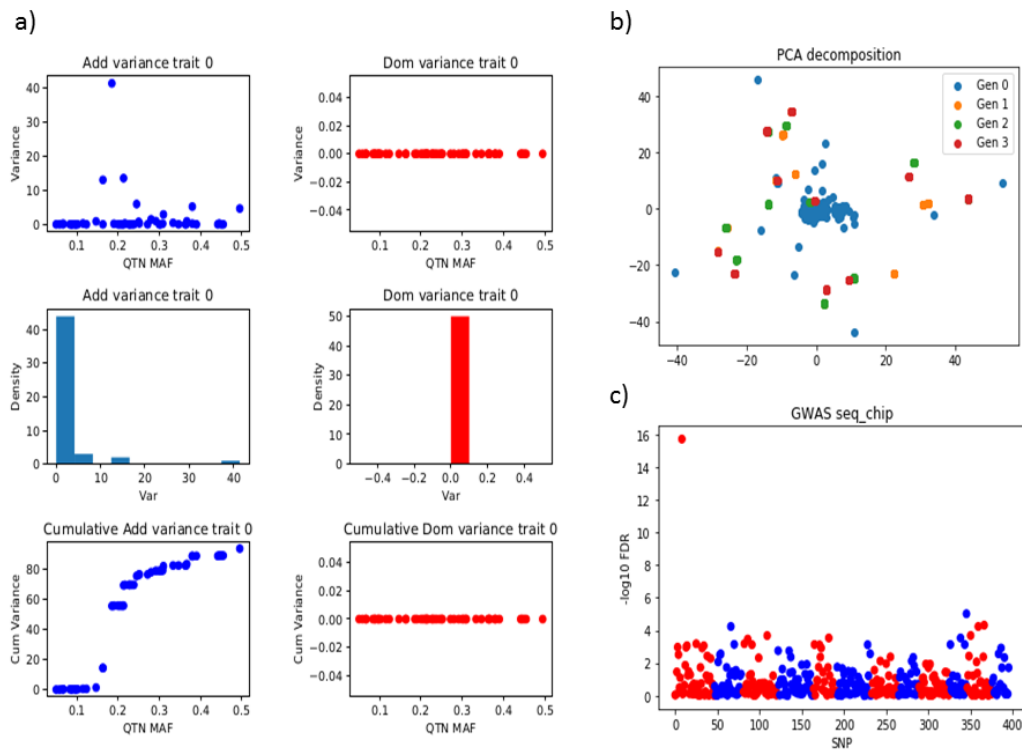 a)
Add variance trait 0
Variance
40
30
20
10
0
0.1 0.2 0.3 0.4 0.5
QTN MAF
Dom variance trait 0
Variance
0.04
0.02
0.00
−0.02
−0.04
0.1 0.2 0.3 0.4 0.5
QTN MAF
Add variance trait 0
Density
40
30
20
10
0
0 20 40
Var
Dom variance trait 0
Density
50
40
30
20
10
0
−0.4 −0.2 0.0 0.2 0.4
Var
Cumulative Add variance trait 0
Cum Variance
80
60
40
20
0
0.1 0.2 0.3 0.4 0.5
QTN MAF
Cumulative Dom variance trait 0
Cum Variance
0.04
0.02
0.00
−0.02
−0.04
0.1 0.2 0.3 0.4 0.5
QTN MAF
b)
PCA decomposition
40
20
0
−20
−40
−40 −20 0 20 40
Gen 0
Gen 1
Gen 2
Gen 3
c)
GWAS seq_chip
-log10 FDR
16
14
12
10
8
6
4
2
0
0 50 100 150 200 250 300 350 400
SNP